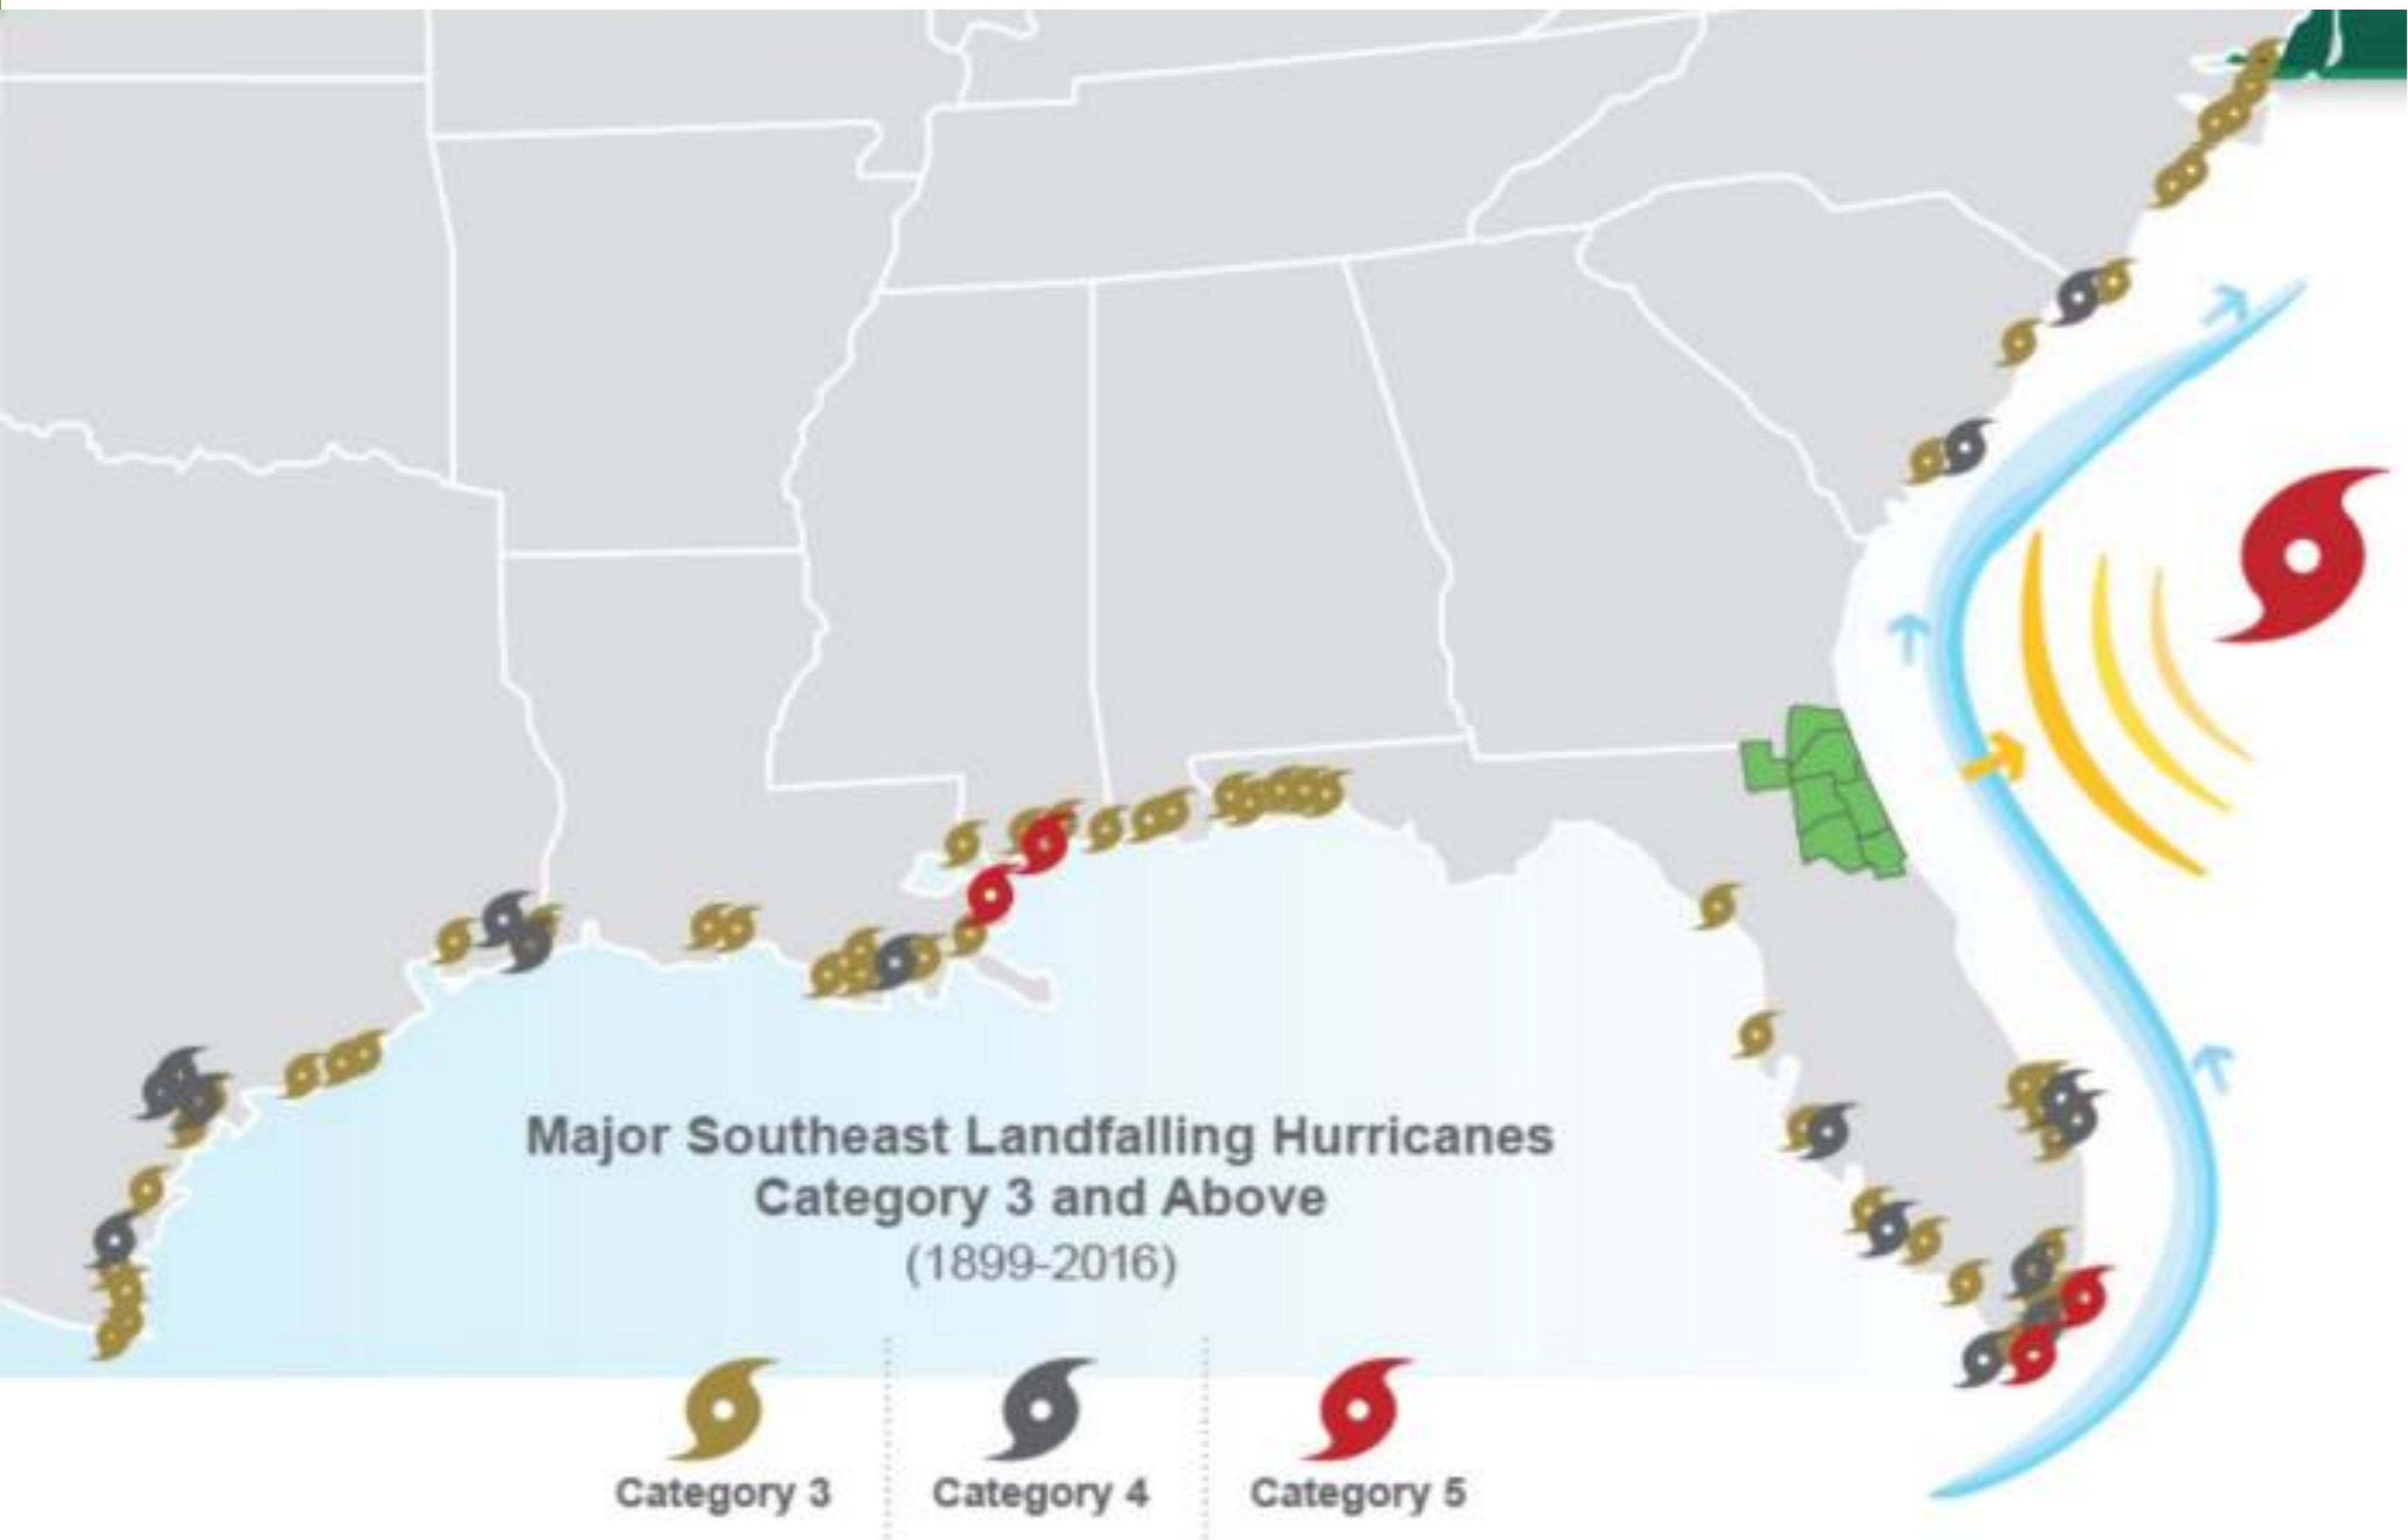 Major Southeast Landfalling Hurricanes
Category 3 and Above
(1899-2016)
Category 3
Category 4
Category 5